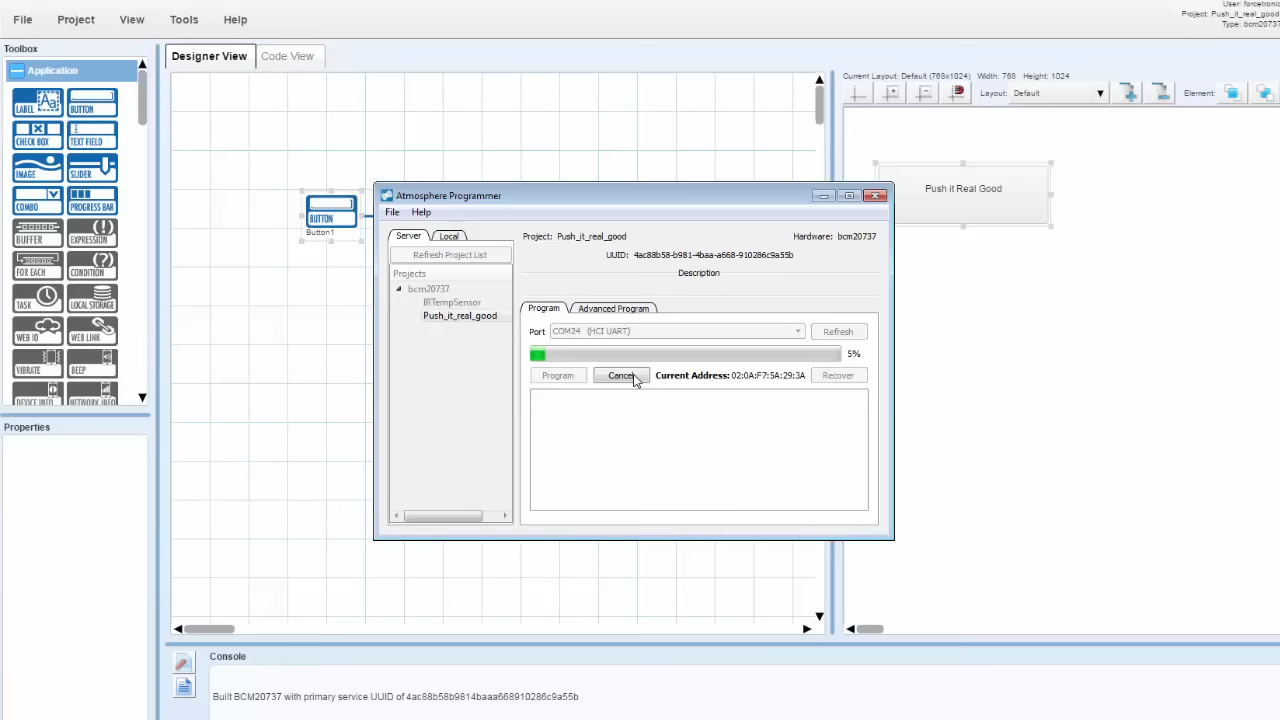 File Project View Tools Help
User: forcetronic
Project: Push_it_real_good
Type: bcm20737
Toolbox
Application
LABEL Aa BUTTON
CHECK BOX TEXT FIELD
IMAGE SLIDER
COMBO PROGRESS BAR
BUFFER EXPRESSION
FOR EACH CONDITION
TASK LOCAL STORAGE
WEB IO WEB LINK
VIBRATE BEEP
DEVICE INFO NETWORK INFO
Properties
Designer View Code View
BUTTON
Button1
Current Layout: Default (768x1024) Width: 768 Height: 1024
Layout: Default Element:
Push it Real Good
Atmosphere Programmer
File Help
Server Local
Refresh Project List
Projects
bcm20737
IRTempSensor
Push_it_real_good
Project: Push_it_real_good Hardware: bcm20737
UUID: 4ac88b58-b981-4baa-a668-910286c9a55b
Description
Program Advanced Program
Port COM24 (HCI UART) Refresh
5%
Program Cancel Current Address: 02:0A:F7:5A:29:3A Recover
Console
Built BCM20737 with primary service UUID of 4ac88b58b9814baaa668910286c9a55b